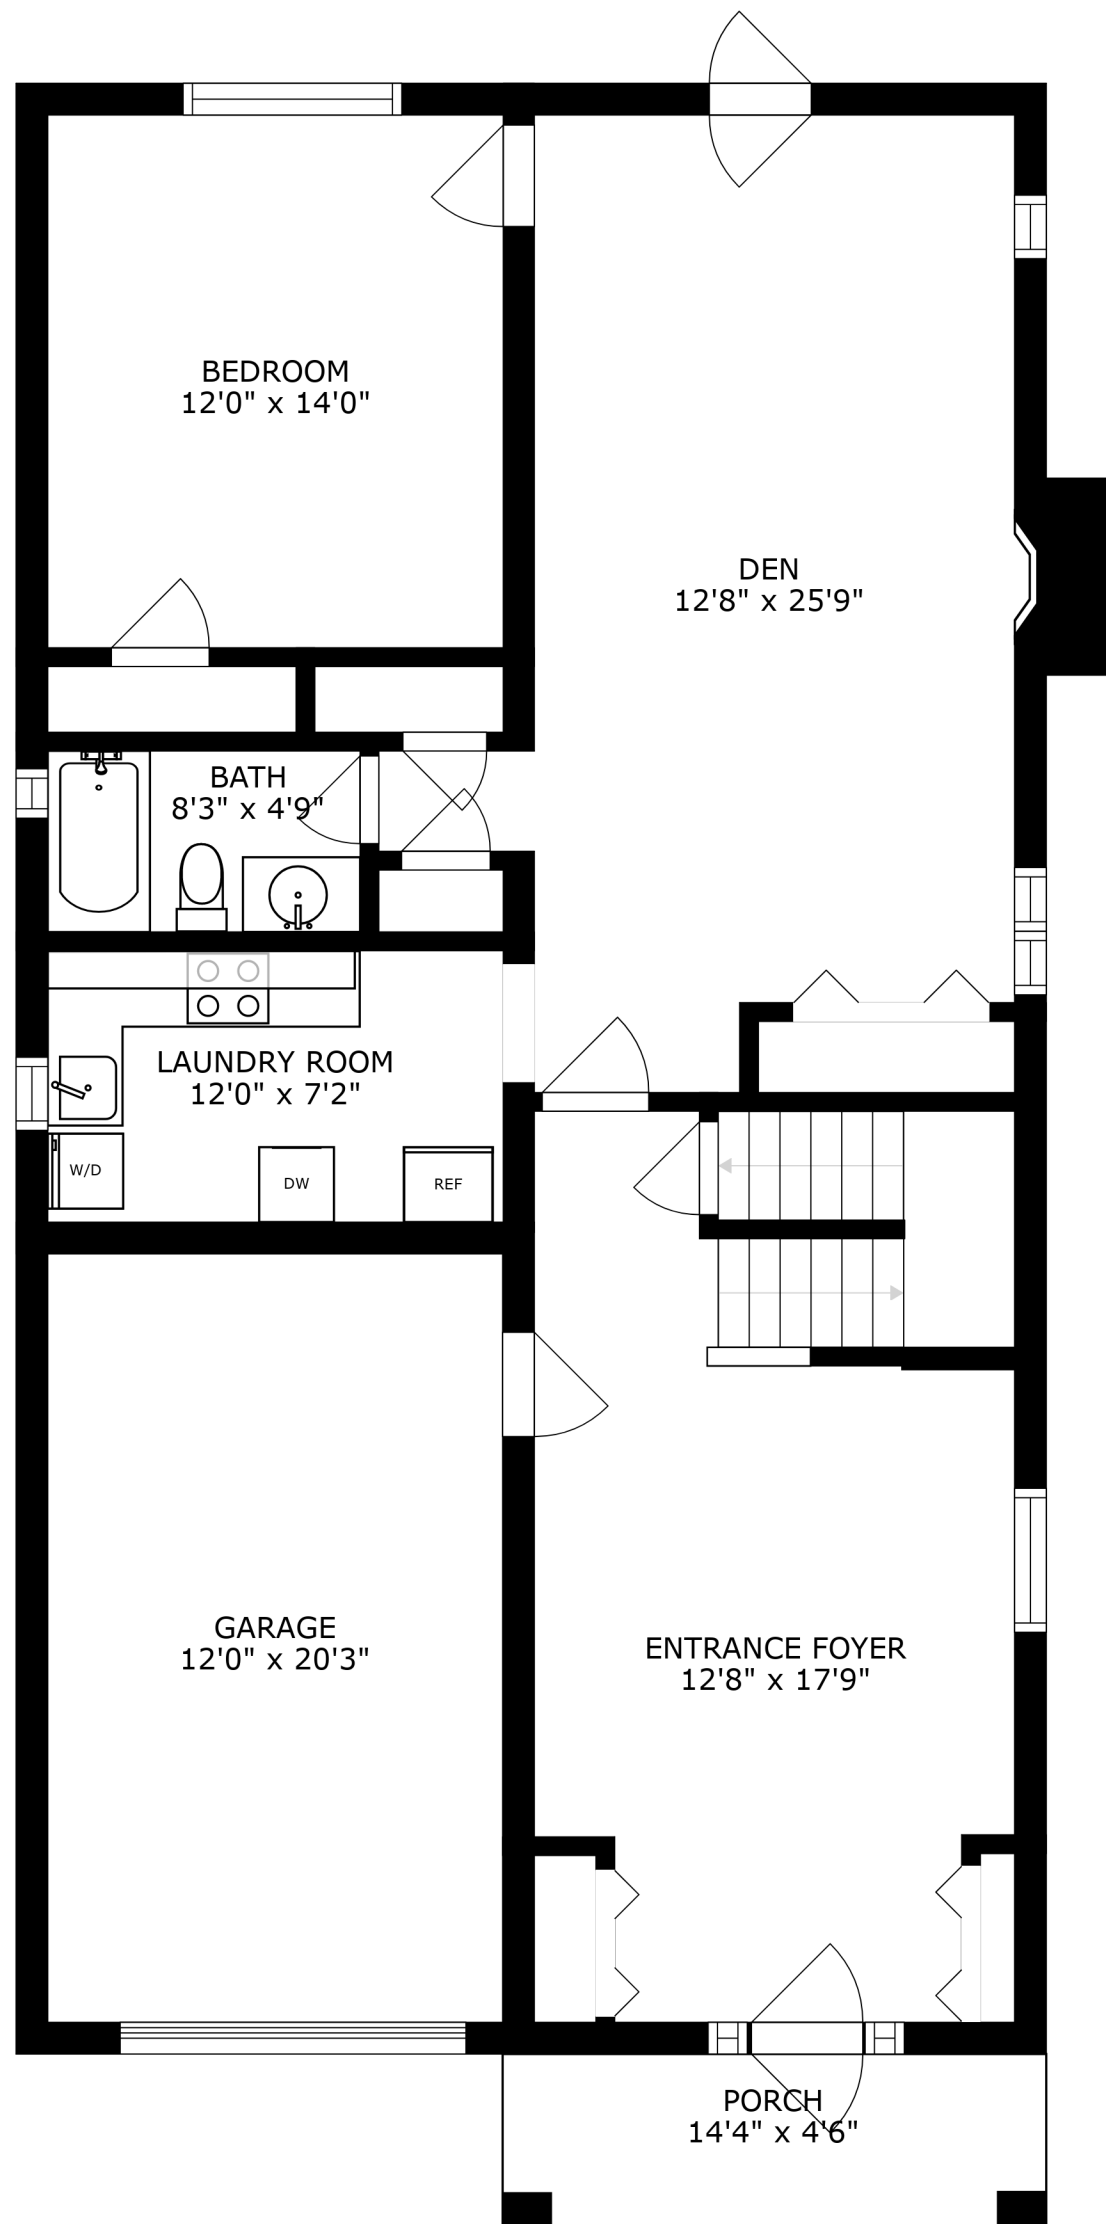 BEDROOM
12'0" x 14'0"
DEN
12'8" x 25'9"
BATH
8'3" x 4'9"
LAUNDRY ROOM
12'0" x 7'2"
W/D
DW
REF
GARAGE
12'0" x 20'3"
ENTRANCE FOYER
12'8" x 17'9"
PORCH
14'4" x 4'6"